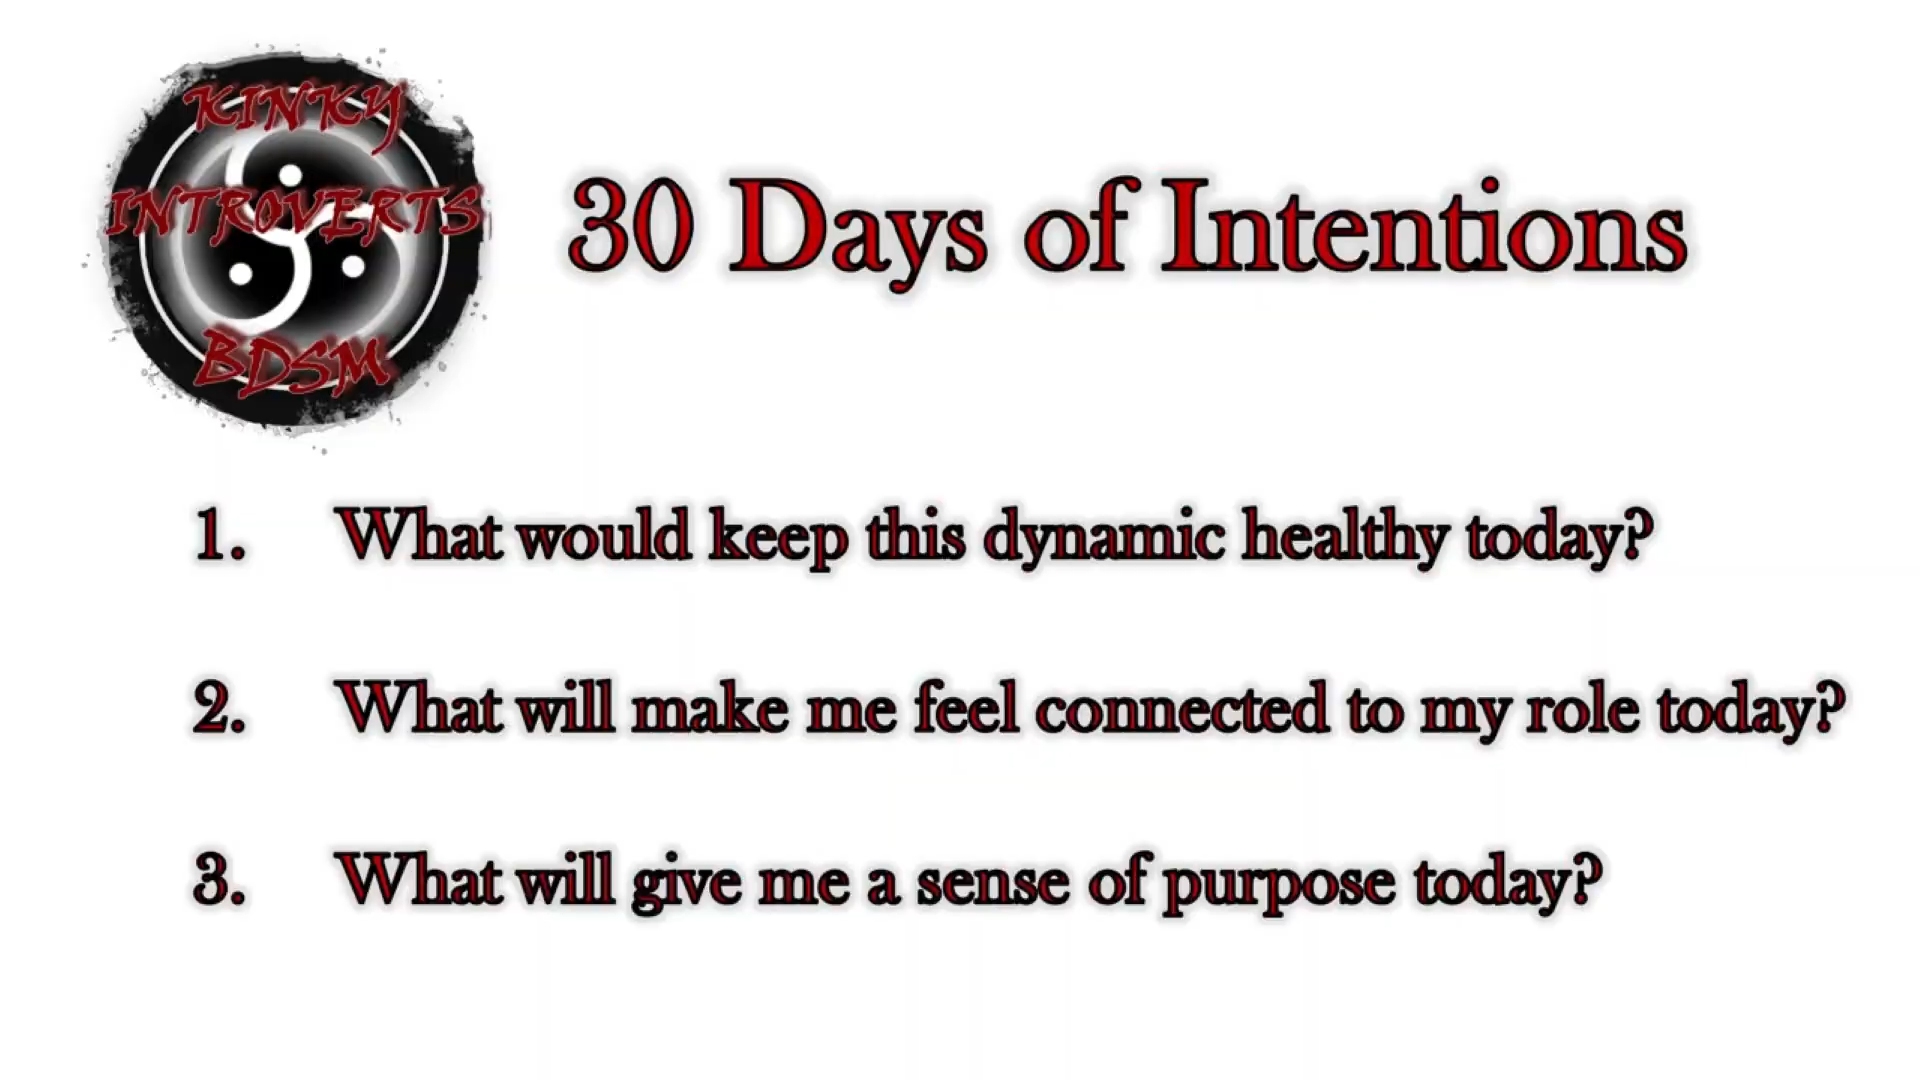 KINKY
INTROVERTS
BDSM
30 Days of Intentions
1. What would keep this dynamic healthy today?
2. What will make me feel connected to my role today?
3. What will give me a sense of purpose today?